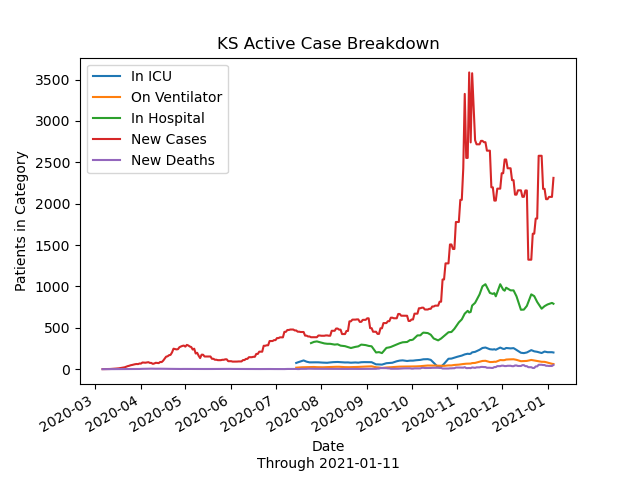 KS Active Case Breakdown
In ICU
On Ventilator
In Hospital
New Cases
New Deaths
Patients in Category
3500
3000
2500
2000
1500
1000
500
0
2020-03
2020-04
2020-05
2020-06
2020-07
2020-08
2020-09
2020-10
2020-11
2020-12
2021-01
Date
Through 2021-01-11